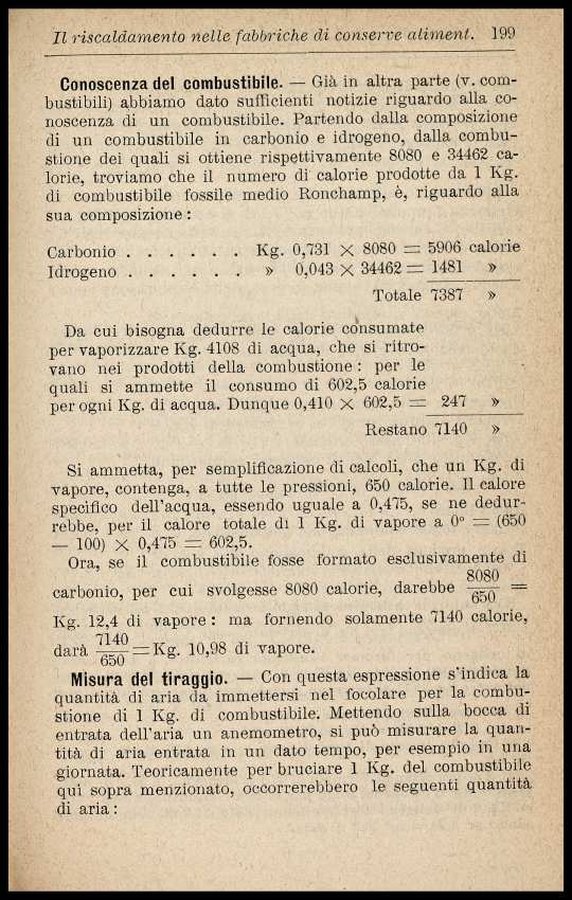 Il riscaldamento nelle fabbriche di conserve aliment. 199
Conoscenza del combustibile. — Già in altra parte (v. com-
bustibili) abbiamo dato sufficienti notizie riguardo alla co-
noscenza di un combustibile. Partendo dalla composizione
di un combustibile in carbonio e idrogeno, dalla combu-
stione dei quali si ottiene rispettivamente 8080 e 34462 ca-
lorie, troviamo che il numero di calorie prodotte da 1 Kg.
di combustibile fossile medio Ronchamp, è, riguardo alla
sua composizione :
Carbonio . . . . . . Kg. 0,731 × 8080 = 5906 calorie
Idrogeno . . . . . . » 0,043 × 34462 = 1481 »
Totale 7387 »
Da cui bisogna dedurre le calorie consumate
per vaporizzare Kg. 4108 di acqua, che si ritro-
vano nei prodotti della combustione : per le
quali si ammette il consumo di 602,5 calorie
per ogni Kg. di acqua. Dunque 0,410 × 602,5 = 247 »
Restano 7140 »
Si ammetta, per semplificazione di calcoli, che un Kg. di
vapore, contenga, a tutte le pressioni, 650 calorie. Il calore
specifico dell'acqua, essendo uguale a 0,475, se ne dedur-
rebbe, per il calore totale di 1 Kg. di vapore a 0° = (650
— 100) × 0,475 = 602,5.
Ora, se il combustibile fosse formato esclusivamente di
carbonio, per cui svolgesse 8080 calorie, darebbe 8080/650 =
Kg. 12,4 di vapore : ma fornendo solamente 7140 calorie,
darà 7140/650 = Kg. 10,98 di vapore.
Misura del tiraggio. — Con questa espressione s'indica la
quantità di aria da immettersi nel focolare per la combu-
stione di 1 Kg. di combustibile. Mettendo sulla bocca di
entrata dell'aria un anemometro, si può misurare la quan-
tità di aria entrata in un dato tempo, per esempio in una
giornata. Teoricamente per bruciare 1 Kg. del combustibile
qui sopra menzionato, occorrerebbero le seguenti quantità
di aria :